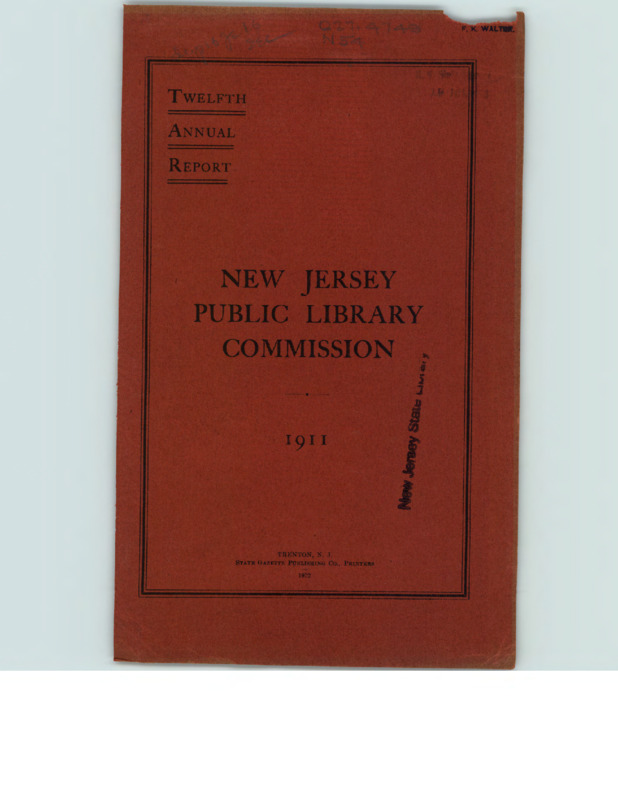 F. K. WALTER.
TWELFTH
ANNUAL
REPORT
NEW JERSEY
PUBLIC LIBRARY
COMMISSION
1911
New Jersey State Library
TRENTON, N. J.
STATE GAZETTE PUBLISHING CO., PRINTERS